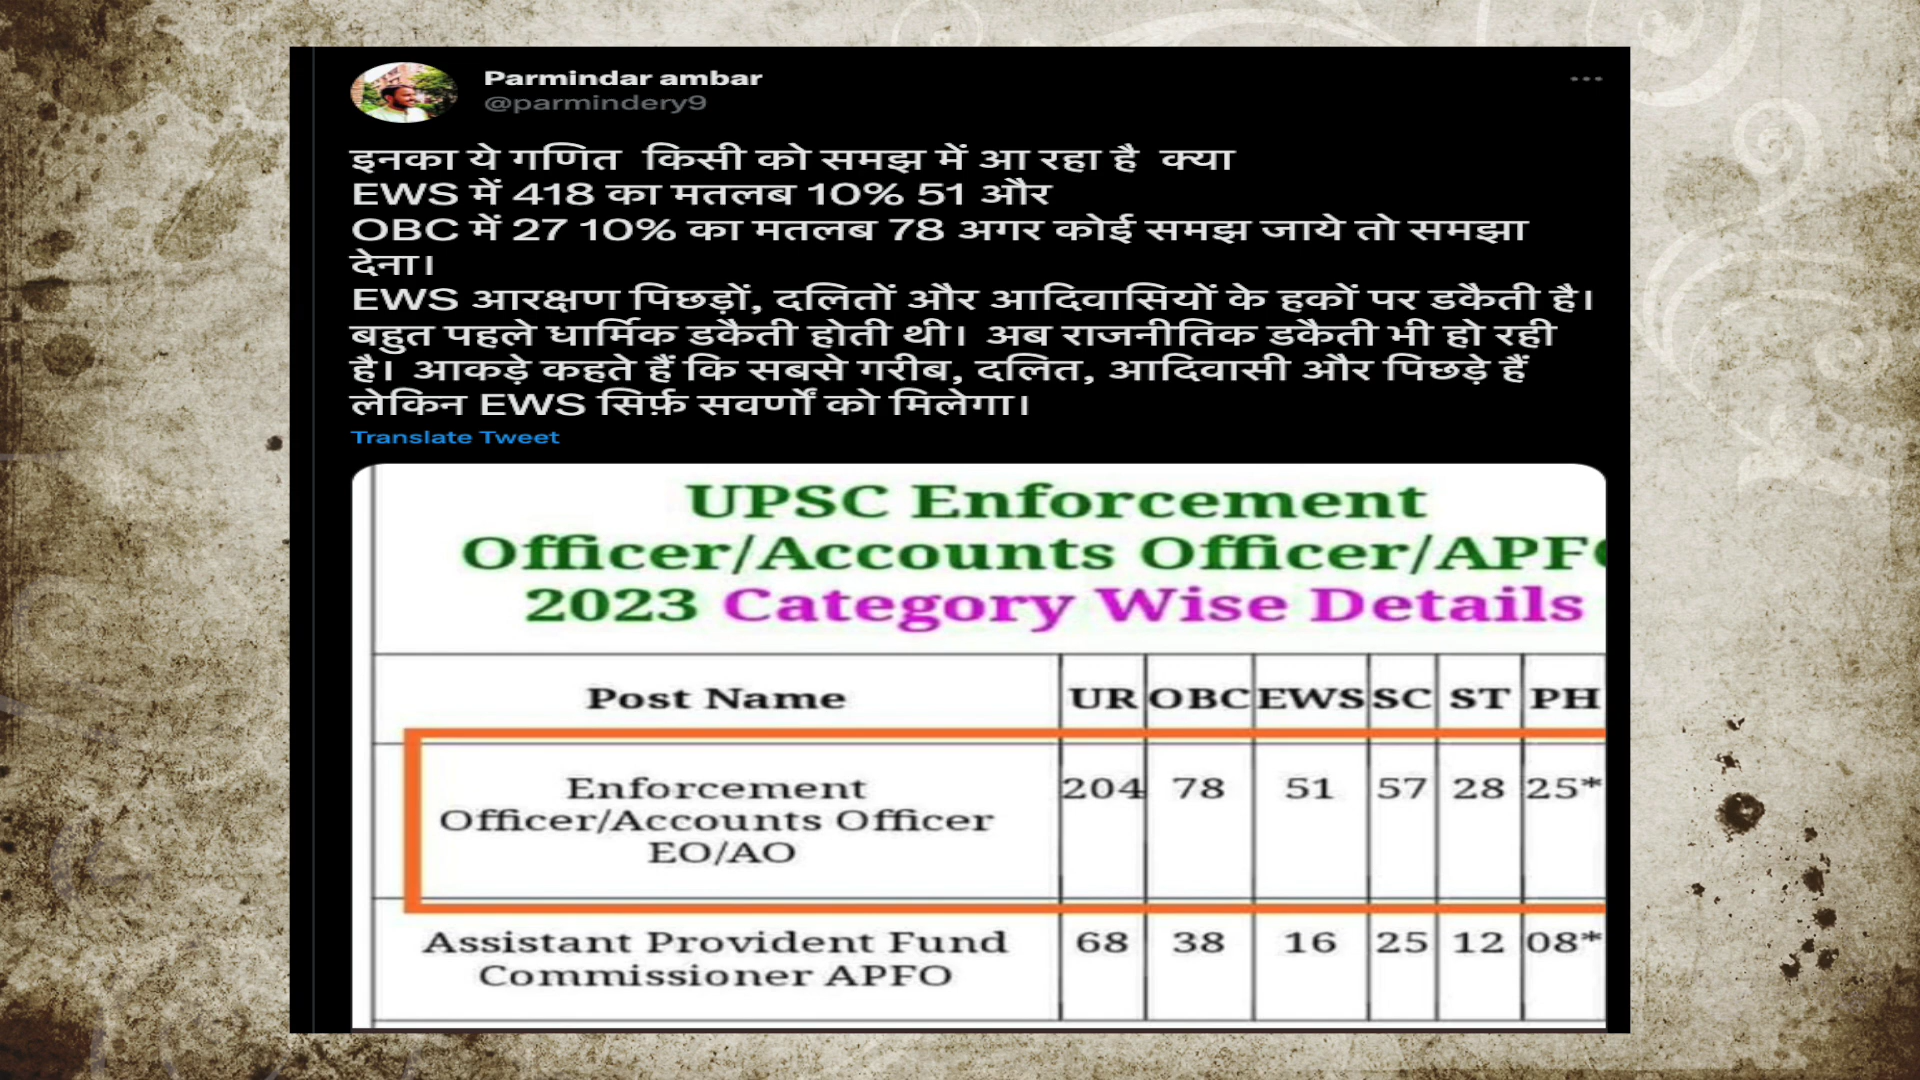 Parmindar ambar
@parmindery9
इनका ये गणित किसी को समझ में आ रहा है क्या
EWS में 418 का मतलब 10% 51 और
OBC में 27 10% का मतलब 78 अगर कोई समझ जाये तो समझा
देना।
EWS आरक्षण पिछड़ों, दलितों और आदिवासियों के हकों पर डकैती है।
बहुत पहले धार्मिक डकैती होती थी। अब राजनीतिक डकैती भी हो रही
है। आकड़े कहते हैं कि सबसे गरीब, दलित, आदिवासी और पिछड़े हैं
लेकिन EWS सिर्फ़ सवर्णों को मिलेगा।
Translate Tweet
UPSC Enforcement
Officer/Accounts Officer/APFO
2023 Category Wise Details
Post Name UR OBC EWS SC ST PH
Enforcement
Officer/Accounts Officer
EO/AO
204 78 51 57 28 25*
Assistant Provident Fund
Commissioner APFO
68 38 16 25 12 08*